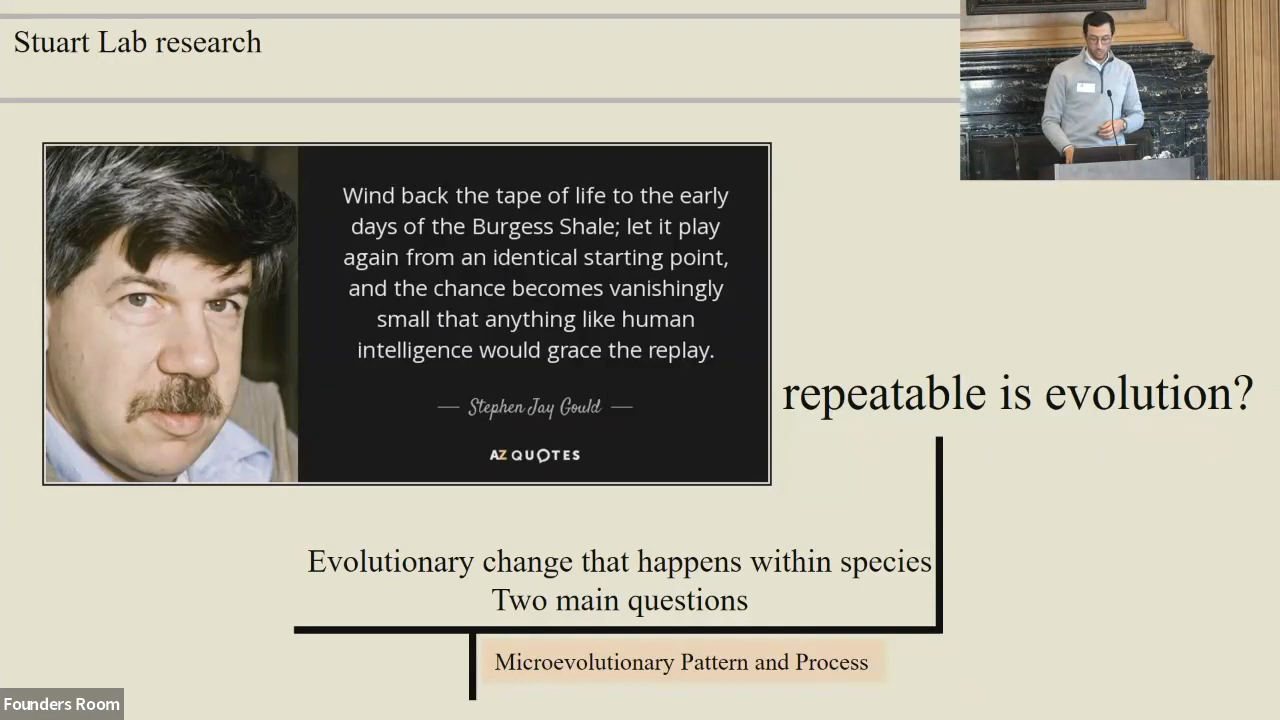 Stuart Lab research
Wind back the tape of life to the early
days of the Burgess Shale; let it play
again from an identical starting point,
and the chance becomes vanishingly
small that anything like human
intelligence would grace the replay.
— Stephen Jay Gould —
AZ QUOTES
repeatable is evolution?
Evolutionary change that happens within species
Two main questions
Microevolutionary Pattern and Process
Founders Room